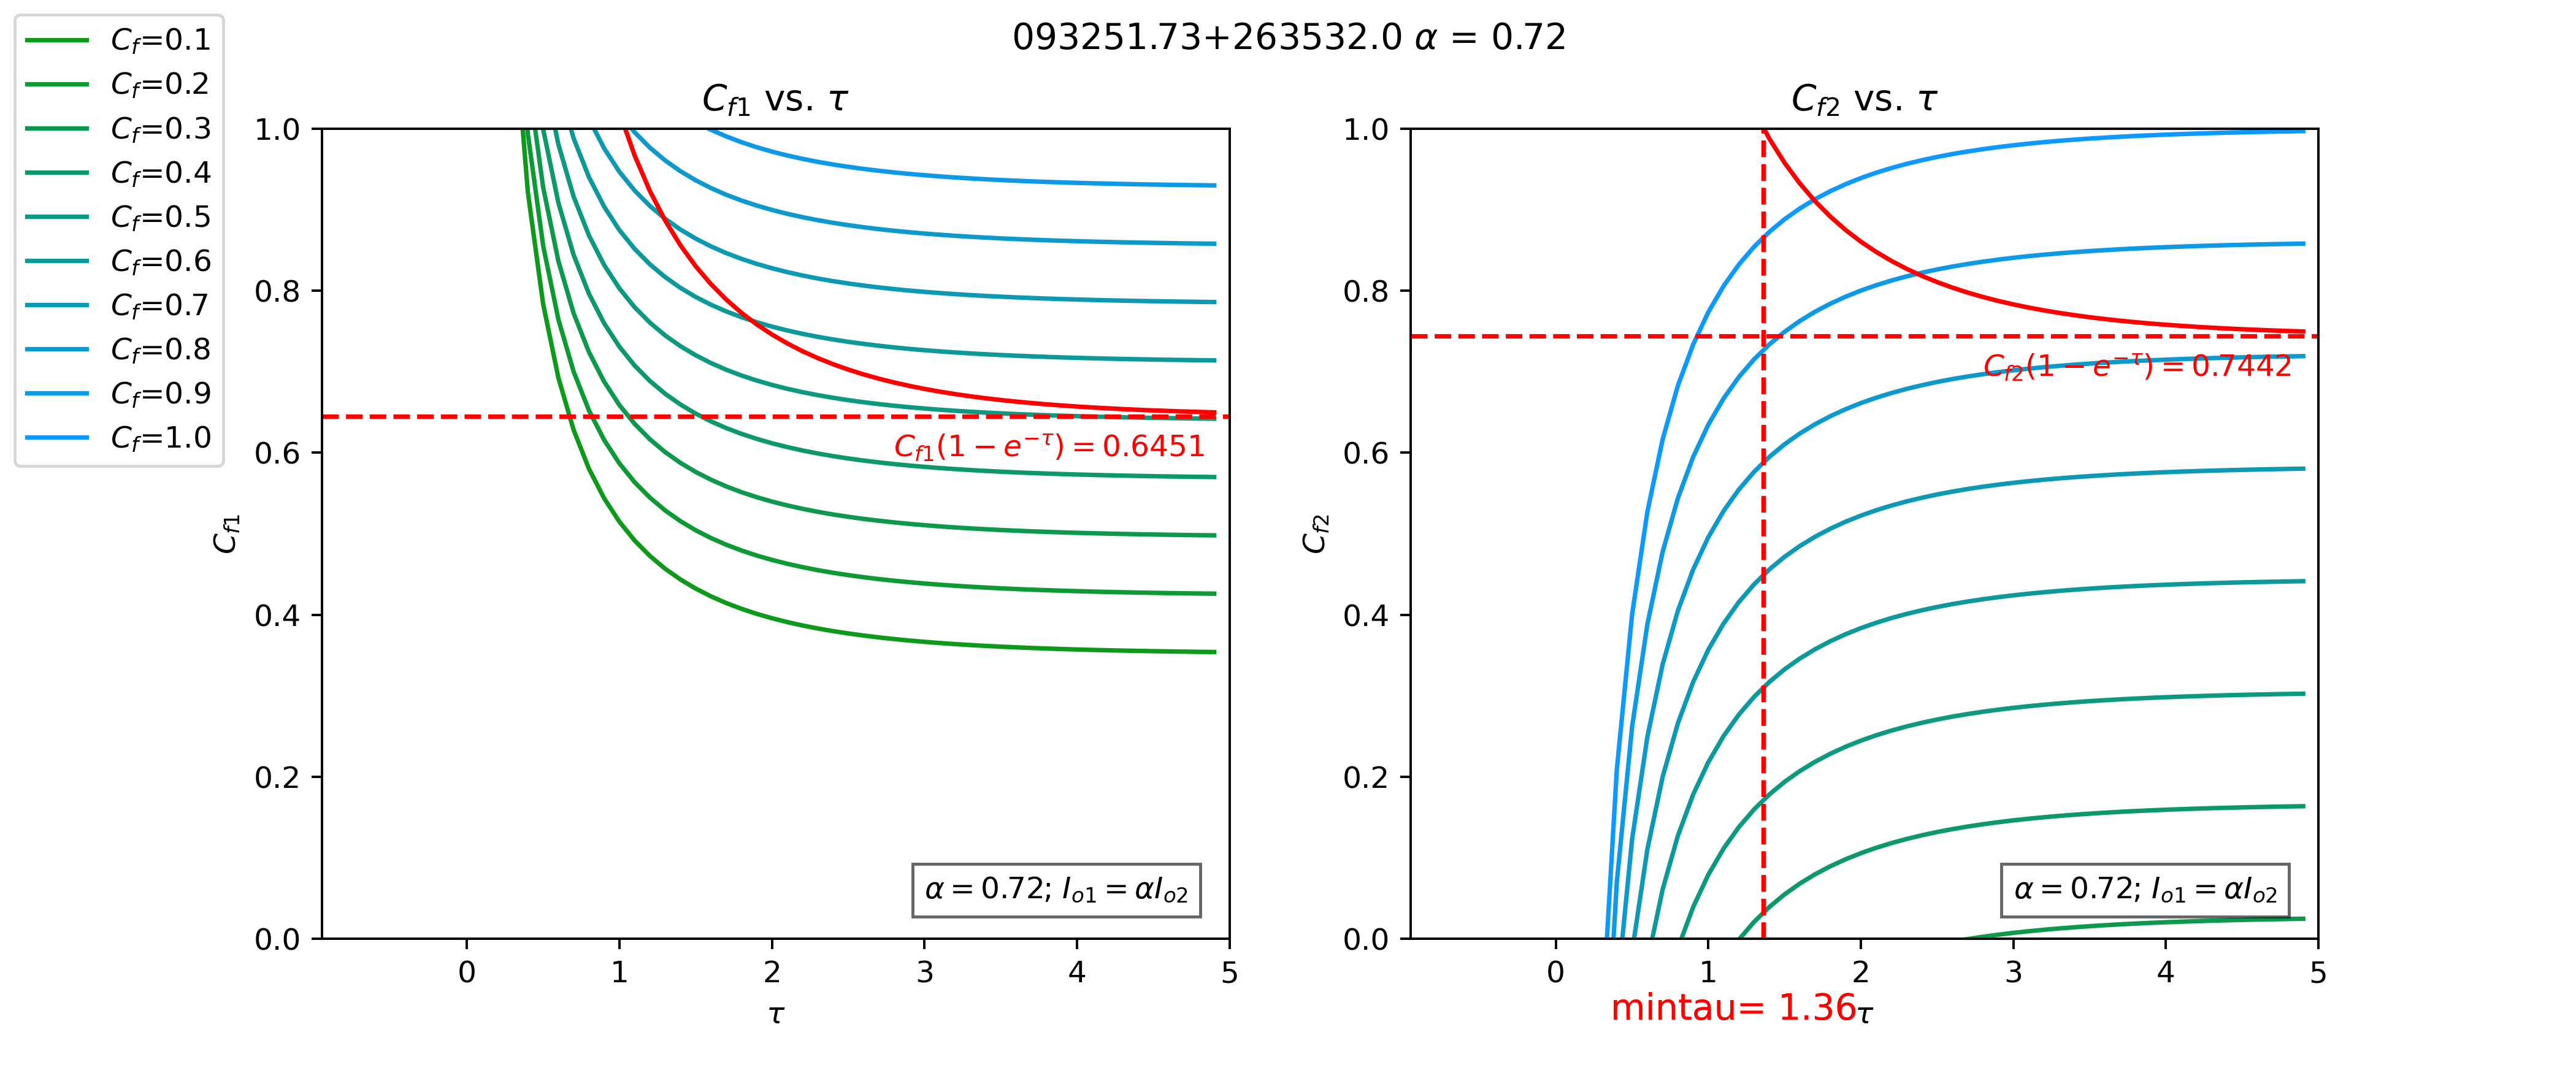 093251.73+263532.0 α = 0.72
C_f=0.1
C_f=0.2
C_f=0.3
C_f=0.4
C_f=0.5
C_f=0.6
C_f=0.7
C_f=0.8
C_f=0.9
C_f=1.0
C_f1 vs. τ
1.0
0.8
0.6
0.4
0.2
0.0
C_f1
C_f1(1 − e^−τ) = 0.6451
α = 0.72; I_o1 = αI_o2
0 1 2 3 4 5
τ
C_f2 vs. τ
1.0
0.8
0.6
0.4
0.2
0.0
C_f2
C_f2(1 − e^−τ) = 0.7442
α = 0.72; I_o1 = αI_o2
0 1 2 3 4 5
mintau= 1.36
τ